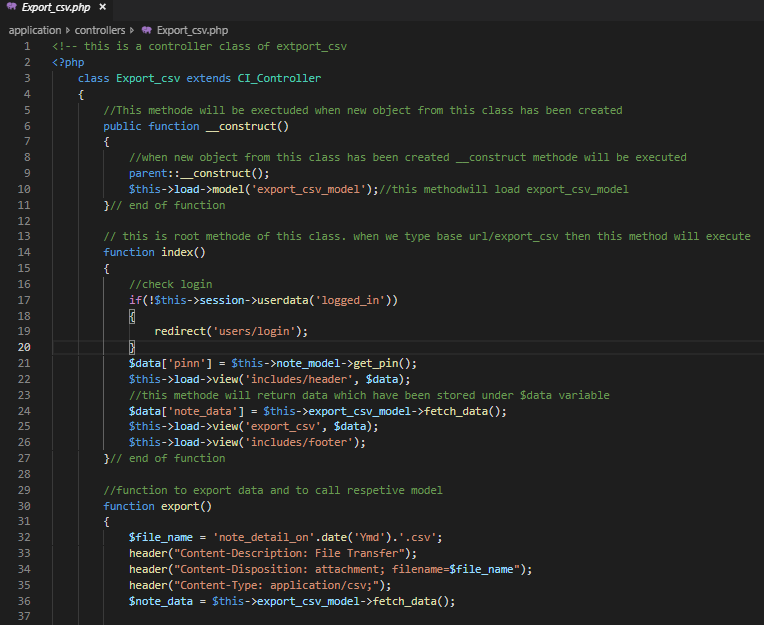 Export_csv.php ×
application › controllers › Export_csv.php
1 <!-- this is a controller class of extport_csv
2 <?php
3 class Export_csv extends CI_Controller
4 {
5 //This methode will be exectuded when new object from this class has been created
6 public function __construct()
7 {
8 //when new object from this class has been created __construct methode will be executed
9 parent::__construct();
10 $this->load->model('export_csv_model');//this methodwill load export_csv_model
11 }// end of function
12
13 // this is root methode of this class. when we type base url/export_csv then this method will execute
14 function index()
15 {
16 //check login
17 if(!$this->session->userdata('logged_in'))
18 {
19 redirect('users/login');
20 }
21 $data['pinn'] = $this->note_model->get_pin();
22 $this->load->view('includes/header', $data);
23 //this methode will return data which have been stored under $data variable
24 $data['note_data'] = $this->export_csv_model->fetch_data();
25 $this->load->view('export_csv', $data);
26 $this->load->view('includes/footer');
27 }// end of function
28
29 //function to export data and to call respetive model
30 function export()
31 {
32 $file_name = 'note_detail_on'.date('Ymd').'.csv';
33 header("Content-Description: File Transfer");
34 header("Content-Disposition: attachment; filename=$file_name");
35 header("Content-Type: application/csv;");
36 $note_data = $this->export_csv_model->fetch_data();
37